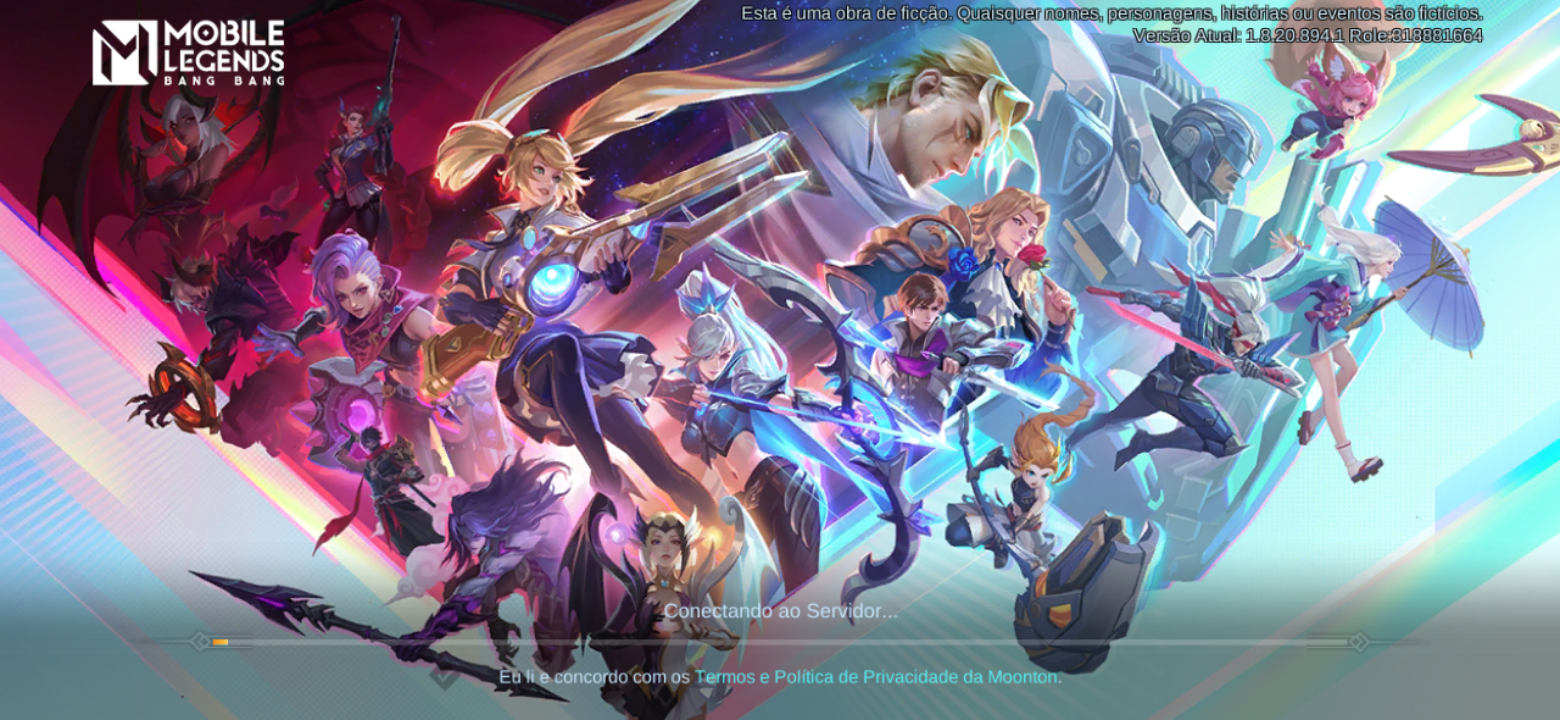 MOBILE
LEGENDS
BANG BANG
Esta é uma obra de ficção. Quaisquer nomes, personagens, histórias ou eventos são fictícios.
Versão Atual: 1.8.20.894.1 Role:318881664
Conectando ao Servidor...
Eu li e concordo com os Termos e Política de Privacidade da Moonton.